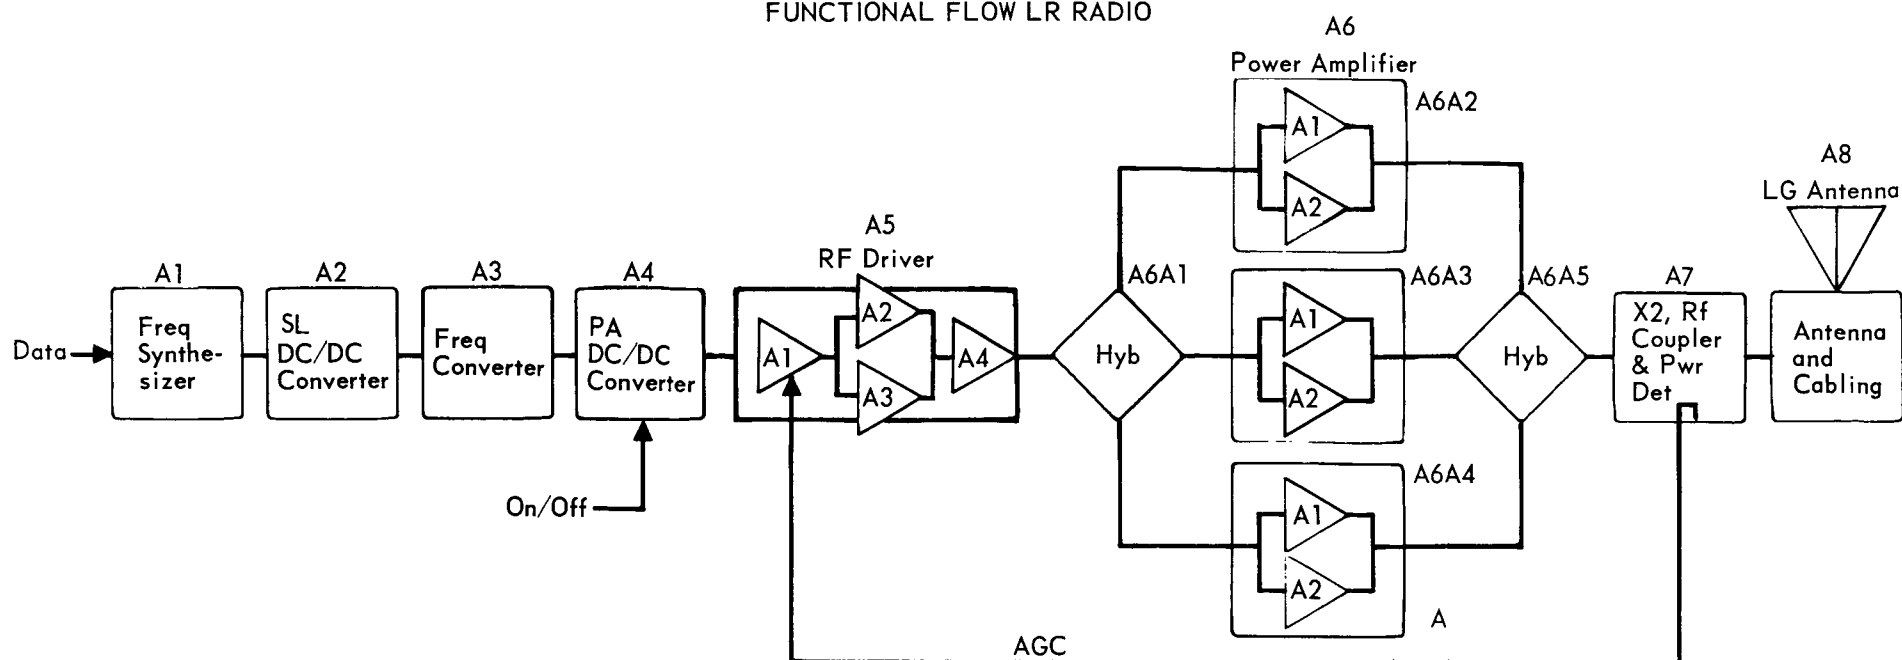 FUNCTIONAL FLOW LR RADIO
A6
Power Amplifier
A6A2
A1
A2
A8
LG Antenna
A5
RF Driver
A1
Freq
Synthe-
sizer
A2
SL
DC/DC
Converter
A3
Freq
Converter
A4
PA
DC/DC
Converter
Data
On/Off
A1
A2
A3
A4
A6A1
Hyb
A6A3
A1
A2
A6A5
Hyb
A7
X2, Rf
Coupler
& Pwr
Det
Antenna
and
Cabling
A6A4
A1
A2
A
AGC